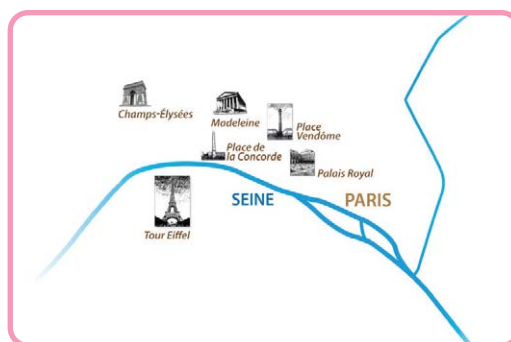 Champs-Élysées
Madeleine
Place
Vendôme
Place de
la Concorde
Palais Royal
SEINE
PARIS
Tour Eiffel